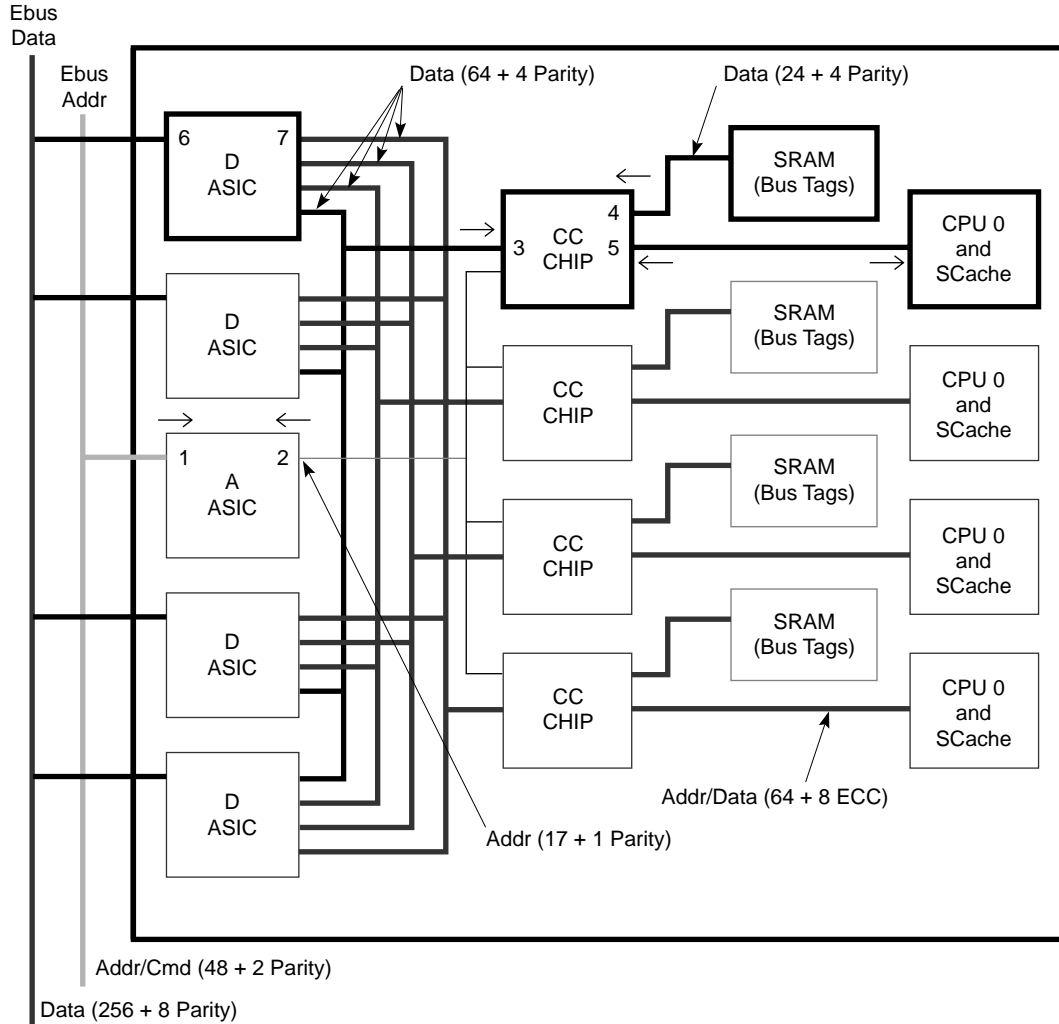 Ebus
Data
Ebus
Addr
Data (64 + 4 Parity)
Data (24 + 4 Parity)
6 7
D
ASIC
SRAM
(Bus Tags)
4
3 CC 5
CHIP
CPU 0
and
SCache
D
ASIC
SRAM
(Bus Tags)
CC
CHIP
CPU 0
and
SCache
1 2
A
ASIC
SRAM
(Bus Tags)
CC
CHIP
CPU 0
and
SCache
D
ASIC
SRAM
(Bus Tags)
CC
CHIP
CPU 0
and
SCache
D
ASIC
Addr/Data (64 + 8 ECC)
Addr (17 + 1 Parity)
Addr/Cmd (48 + 2 Parity)
Data (256 + 8 Parity)